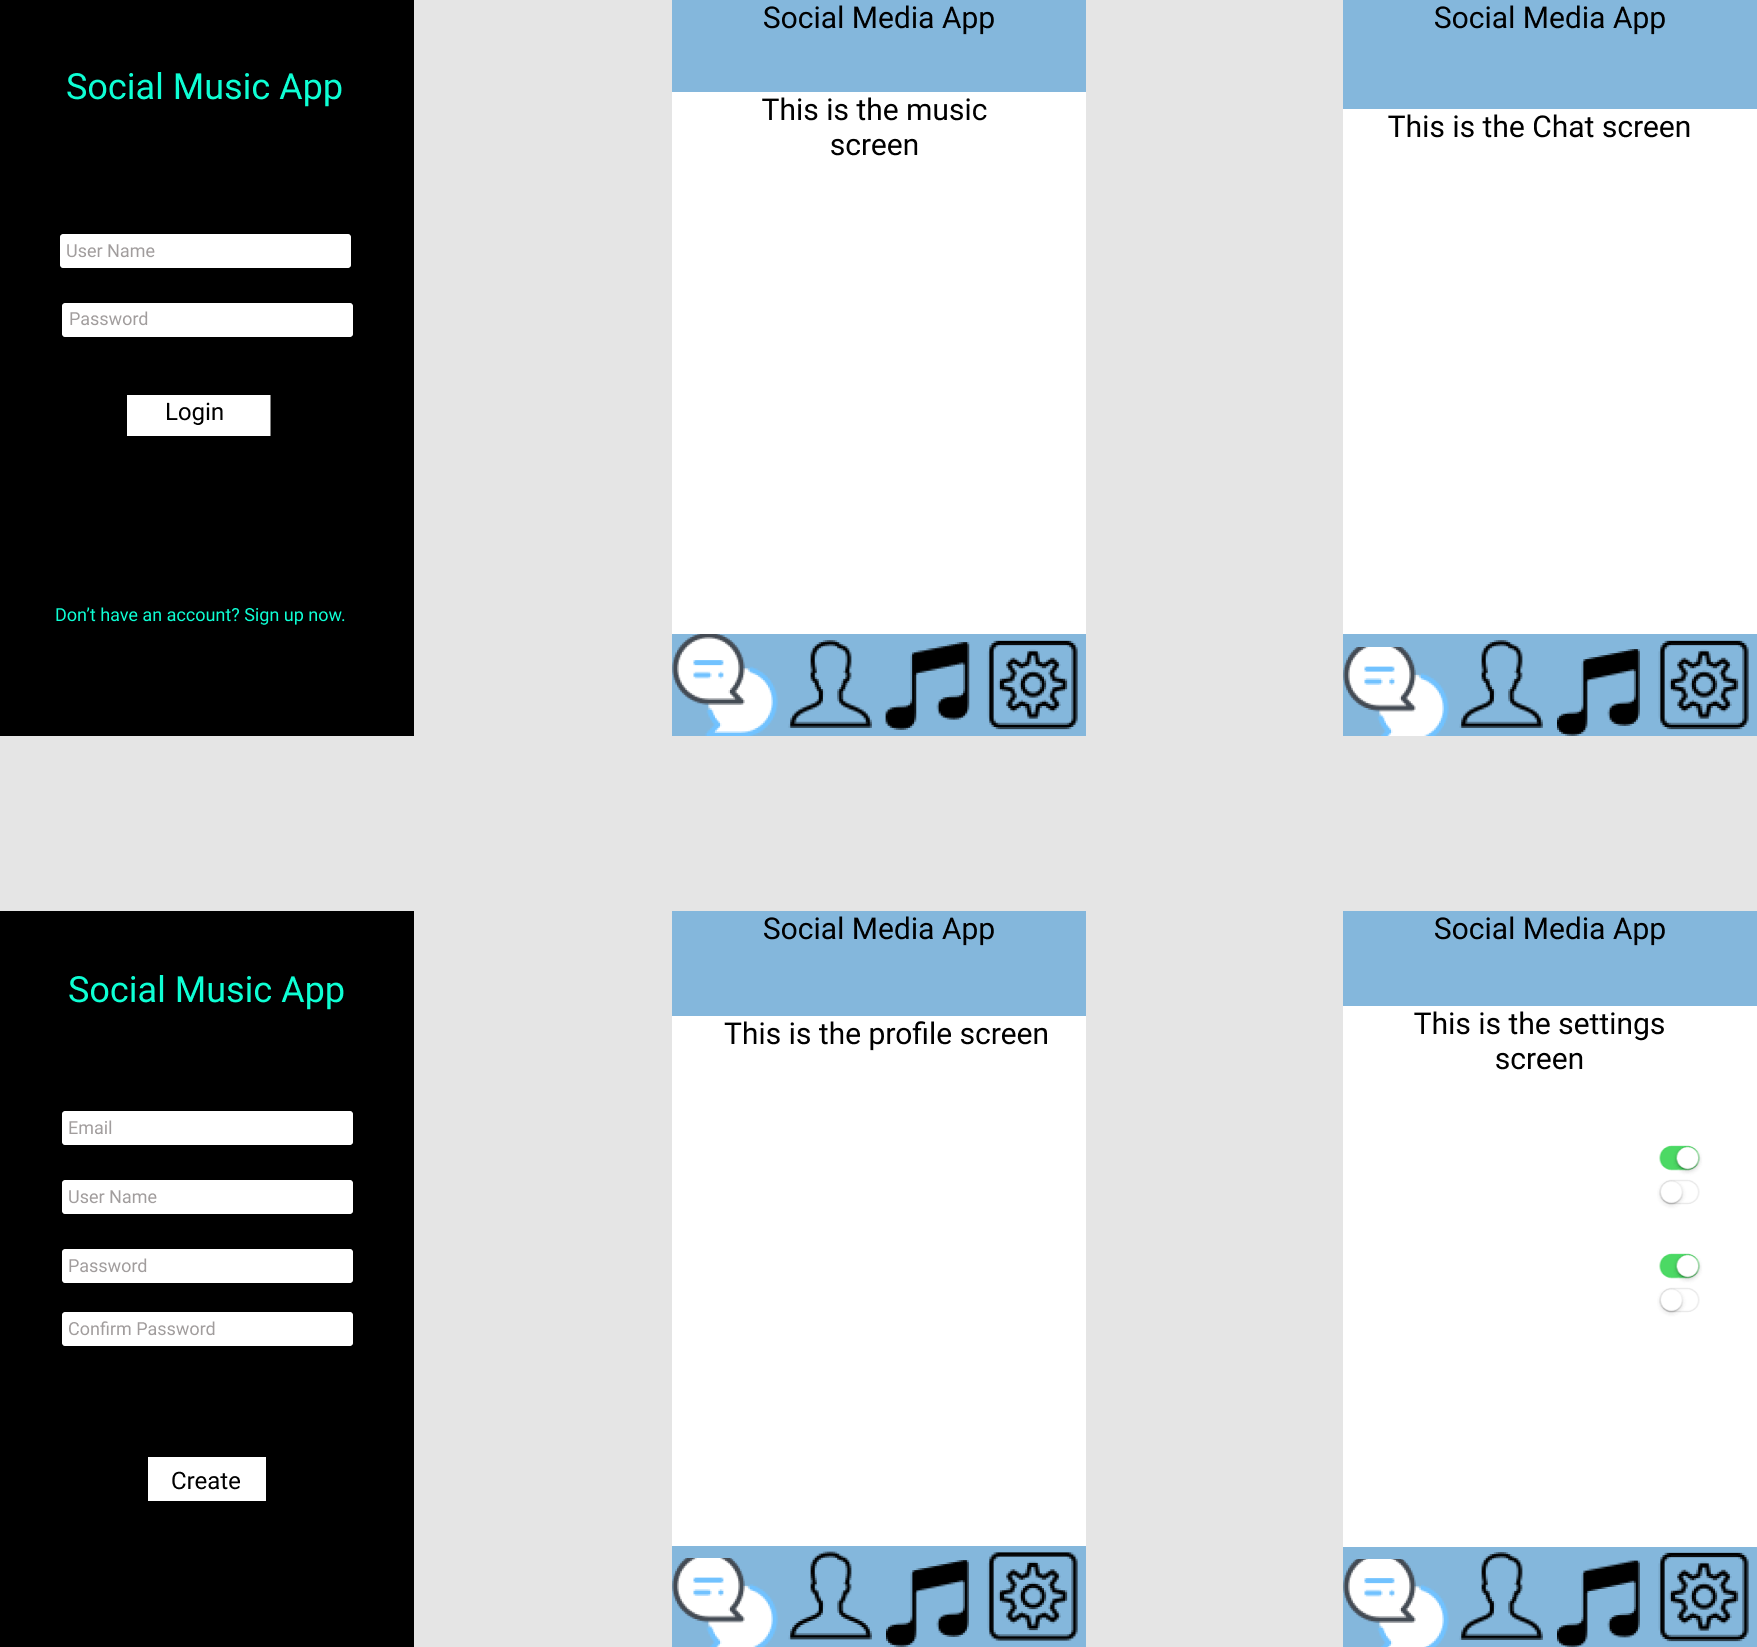 Social Music App
User Name
Password
Login
Don't have an account? Sign up now.
Social Media App
This is the music
screen
Social Media App
This is the Chat screen
Social Music App
Email
User Name
Password
Confirm Password
Create
Social Media App
This is the profile screen
Social Media App
This is the settings
screen